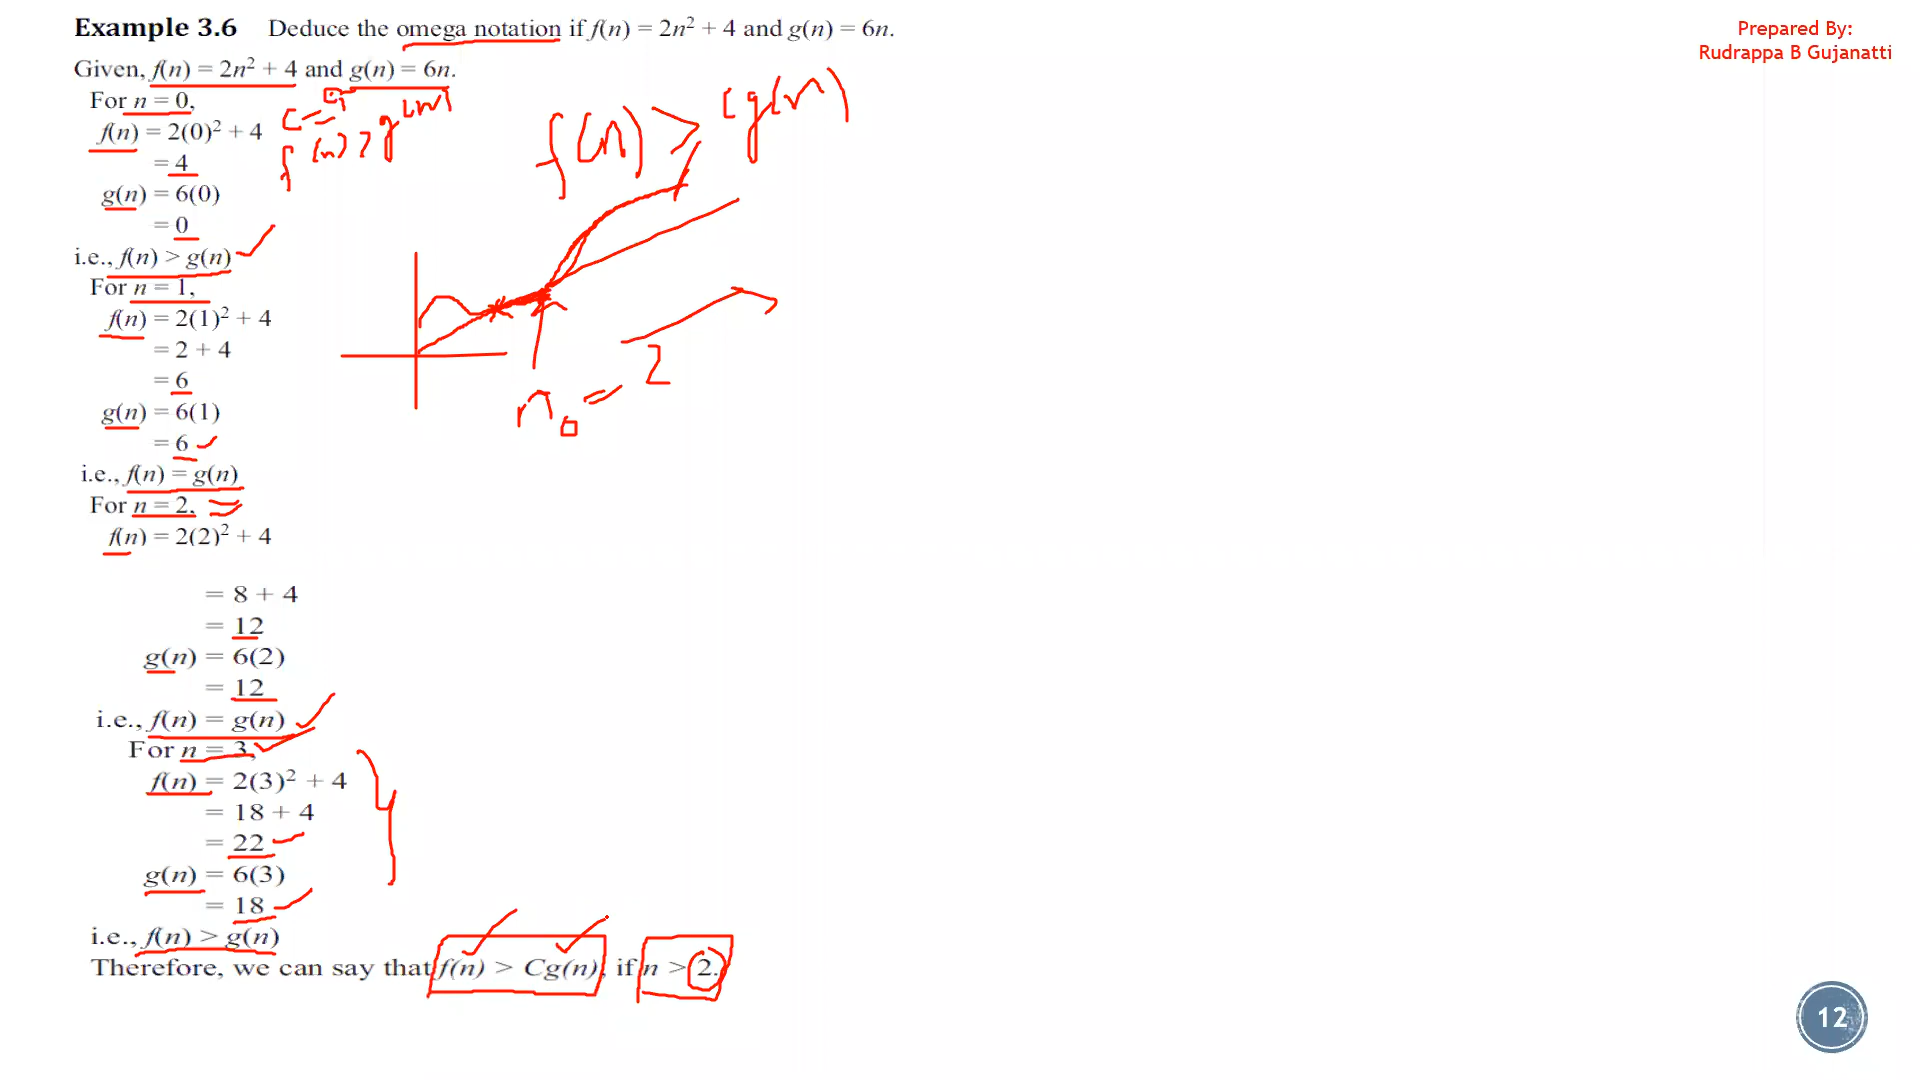 Example 3.6 Deduce the omega notation if f(n) = 2n² + 4 and g(n) = 6n.
Prepared By:
Rudrappa B Gujanatti
Given, f(n) = 2n² + 4 and g(n) = 6n.
For n = 0,
f(n) = 2(0)² + 4
= 4
g(n) = 6(0)
= 0
i.e., f(n) > g(n)
For n = 1,
f(n) = 2(1)² + 4
= 2 + 4
= 6
g(n) = 6(1)
= 6
i.e., f(n) = g(n)
For n = 2,
f(n) = 2(2)² + 4
= 8 + 4
= 12
g(n) = 6(2)
= 12
i.e., f(n) = g(n)
For n = 3,
f(n) = 2(3)² + 4
= 18 + 4
= 22
g(n) = 6(3)
= 18
i.e., f(n) > g(n)
Therefore, we can say that f(n) > Cg(n), if n > 2.
f(n) > g(n)
f(n) > cg(n)
n₀ = 2
12